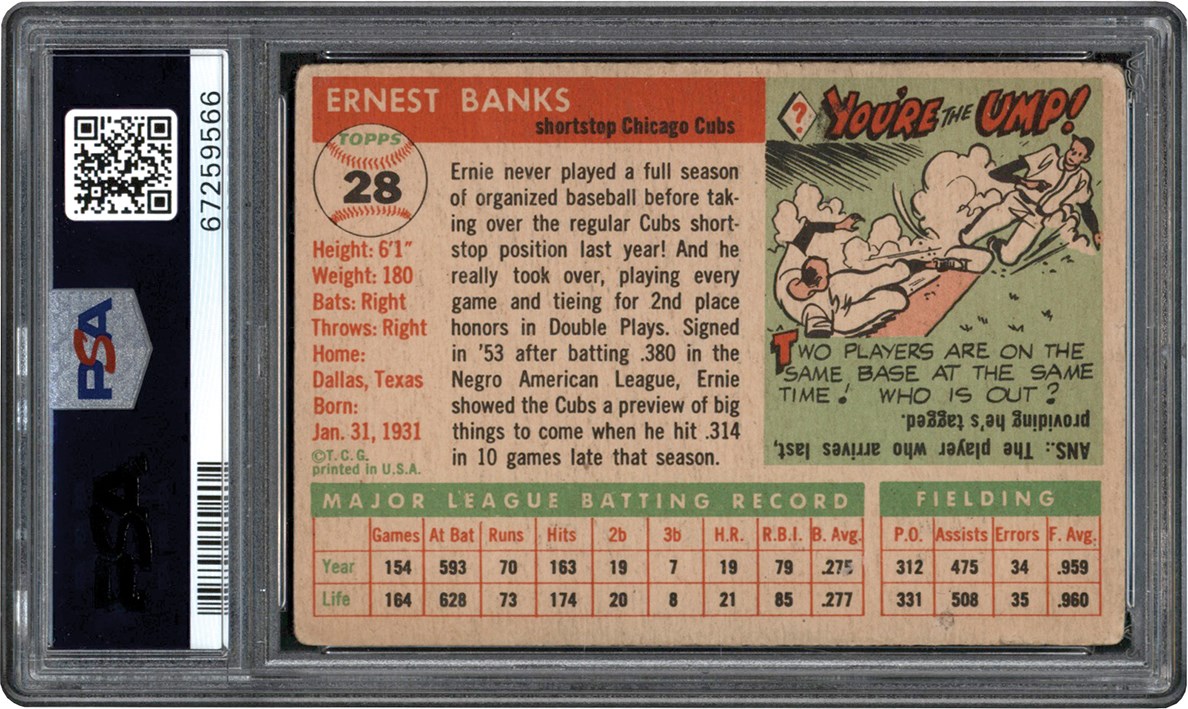 67259566
PSA
PSA
ERNEST BANKS
shortstop Chicago Cubs
TOPPS
28
Height: 6'1"
Weight: 180
Bats: Right
Throws: Right
Home:
Dallas, Texas
Born:
Jan. 31, 1931
©T.C.G.
printed in U.S.A.
Ernie never played a full season
of organized baseball before tak-
ing over the regular Cubs short-
stop position last year! And he
really took over, playing every
game and tieing for 2nd place
honors in Double Plays. Signed
in '53 after batting .380 in the
Negro American League, Ernie
showed the Cubs a preview of big
things to come when he hit .314
in 10 games late that season.
? YOU'RE THE UMP!
TWO PLAYERS ARE ON THE
SAME BASE AT THE SAME
TIME! WHO IS OUT?
ANS.: The player who arrives last,
providing he's tagged.
MAJOR LEAGUE BATTING RECORD FIELDING
Games At Bat Runs Hits 2b 3b H.R. R.B.I. B. Avg. P.O. Assists Errors F. Avg.
Year 154 593 70 163 19 7 19 79 .275 312 475 34 .959
Life 164 628 73 174 20 8 21 85 .277 331 508 35 .960